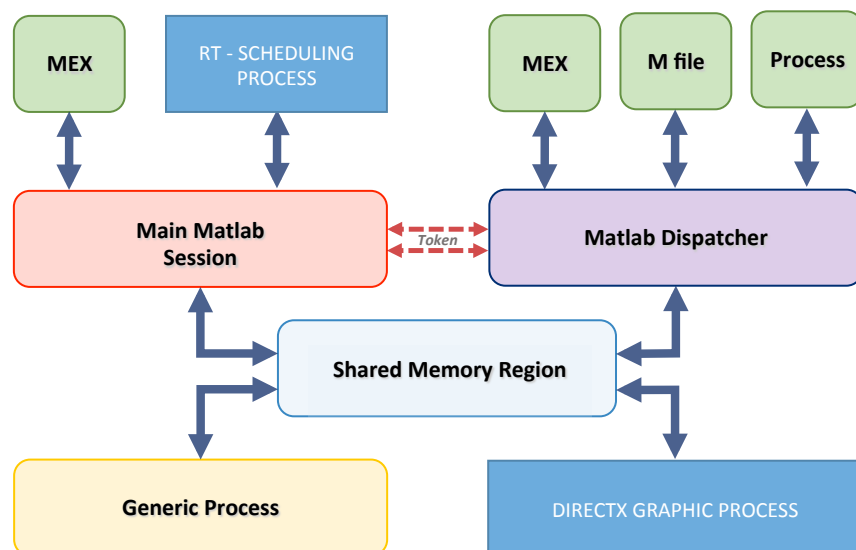 MEX
RT - SCHEDULING
PROCESS
MEX
M file
Process
Main Matlab
Session
Token
Matlab Dispatcher
Shared Memory Region
Generic Process
DIRECTX GRAPHIC PROCESS